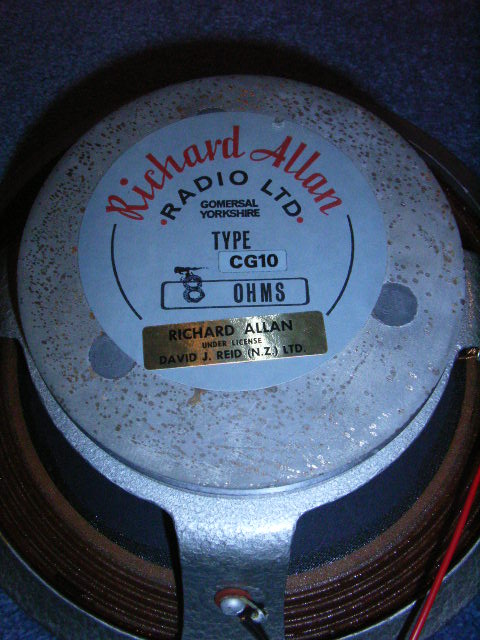 Richard Allan
RADIO LTD.
GOMERSAL
YORKSHIRE
TYPE
CG10
8 OHMS
RICHARD ALLAN
UNDER LICENSE
DAVID J. REID (N.Z.) LTD.